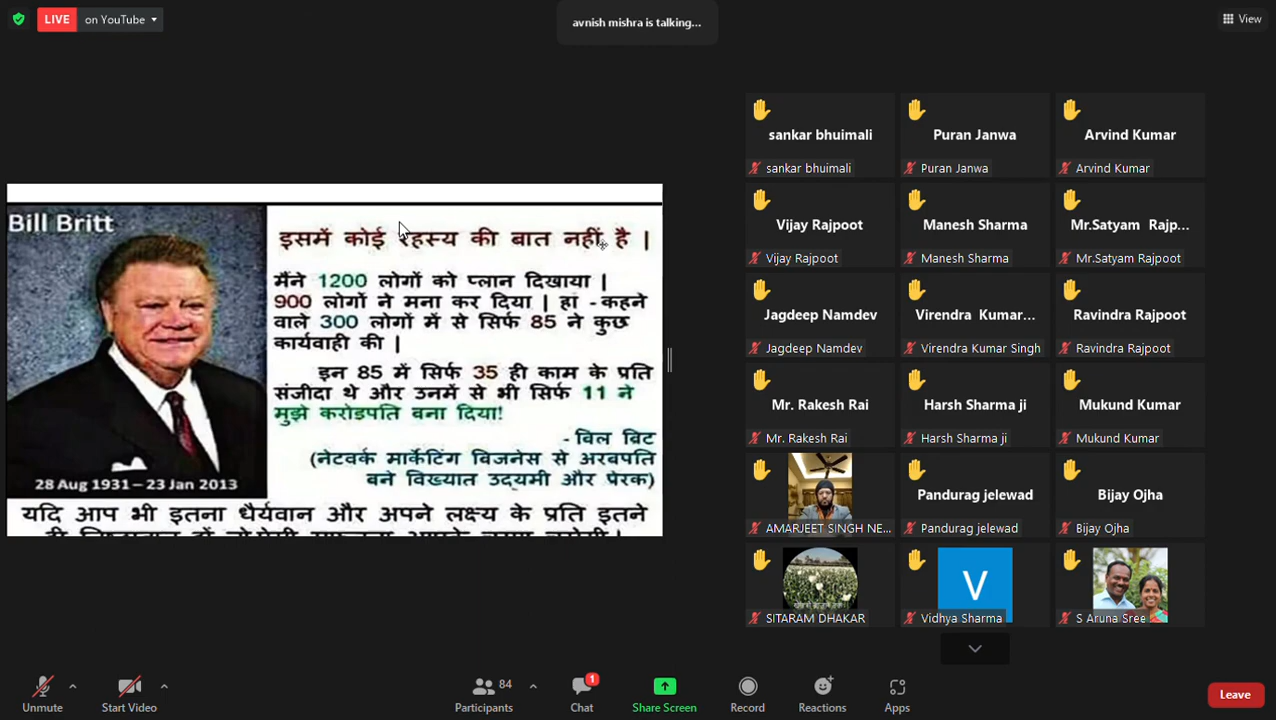 LIVE on YouTube
avnish mishra is talking...
View
Bill Britt
28 Aug 1931 – 23 Jan 2013
इसमें कोई रहस्य की बात नहीं है |
मैंने 1200 लोगों को प्लान दिखाया |
900 लोगों ने मना कर दिया | हां -कहने
वाले 300 लोगों में से सिर्फ 85 ने कुछ
कार्यवाही की |
इन 85 में सिर्फ 35 ही काम के प्रति
संजीदा थे और उनमें से भी सिर्फ 11 ने
मुझे करोडपति बना दिया!
- बिल ब्रिट
(नेटवर्क मार्केटिंग बिजनेस से अरबपति
बने विख्यात उद्यमी और प्रेरक)
यदि आप भी इतना धैर्यवान और अपने लक्ष्य के प्रति इतने
sankar bhuimali
sankar bhuimali
Puran Janwa
Puran Janwa
Arvind Kumar
Arvind Kumar
Vijay Rajpoot
Vijay Rajpoot
Manesh Sharma
Manesh Sharma
Mr.Satyam Rajp...
Mr.Satyam Rajpoot
Jagdeep Namdev
Jagdeep Namdev
Virendra Kumar...
Virendra Kumar Singh
Ravindra Rajpoot
Ravindra Rajpoot
Mr. Rakesh Rai
Mr. Rakesh Rai
Harsh Sharma ji
Harsh Sharma ji
Mukund Kumar
Mukund Kumar
AMARJEET SINGH NE...
Pandurag jelewad
Pandurag jelewad
Bijay Ojha
Bijay Ojha
SITARAM DHAKAR
V
Vidhya Sharma
S Aruna Sree
Unmute
Start Video
84
Participants
1
Chat
Share Screen
Record
Reactions
Apps
Leave